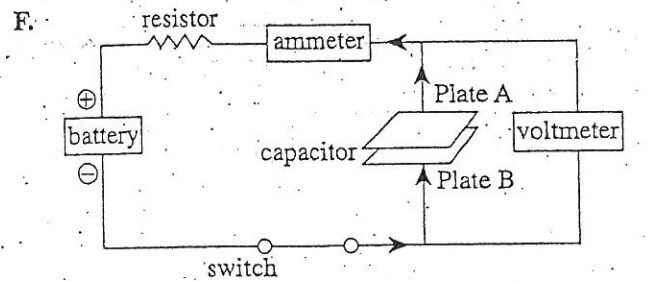 F.
resistor
ammeter
⊕
Plate A
battery
voltmeter
capacitor
⊖
Plate B
switch